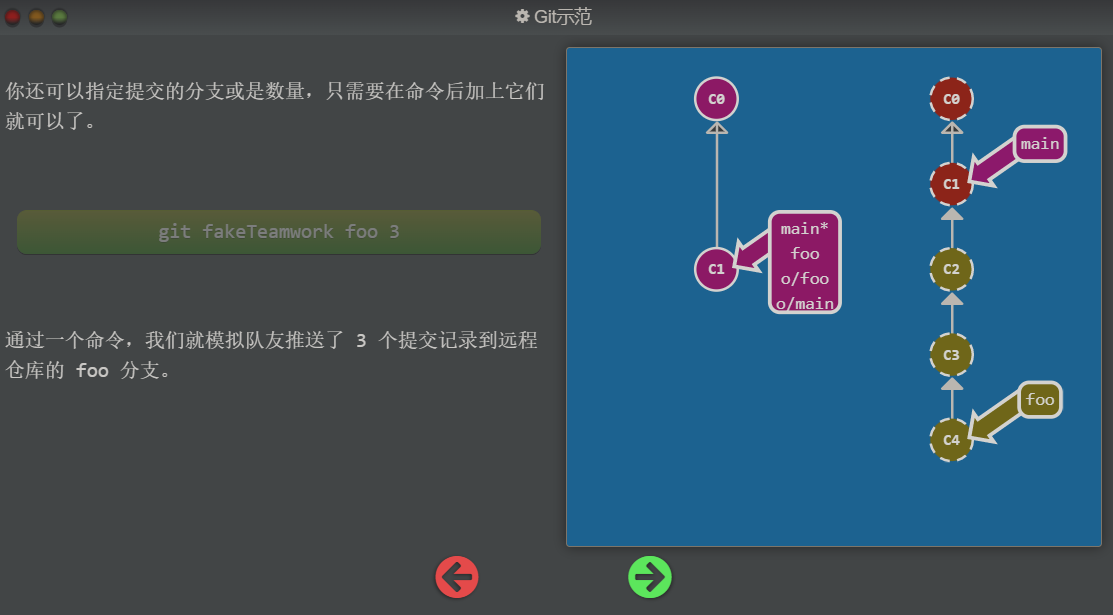 Git示范
你还可以指定提交的分支或是数量，只需要在命令后加上它们
就可以了。
git fakeTeamwork foo 3
通过一个命令，我们就模拟队友推送了 3 个提交记录到远程
仓库的 foo 分支。
C0
C1
main*
foo
o/foo
o/main
C0
main
C1
C2
C3
foo
C4